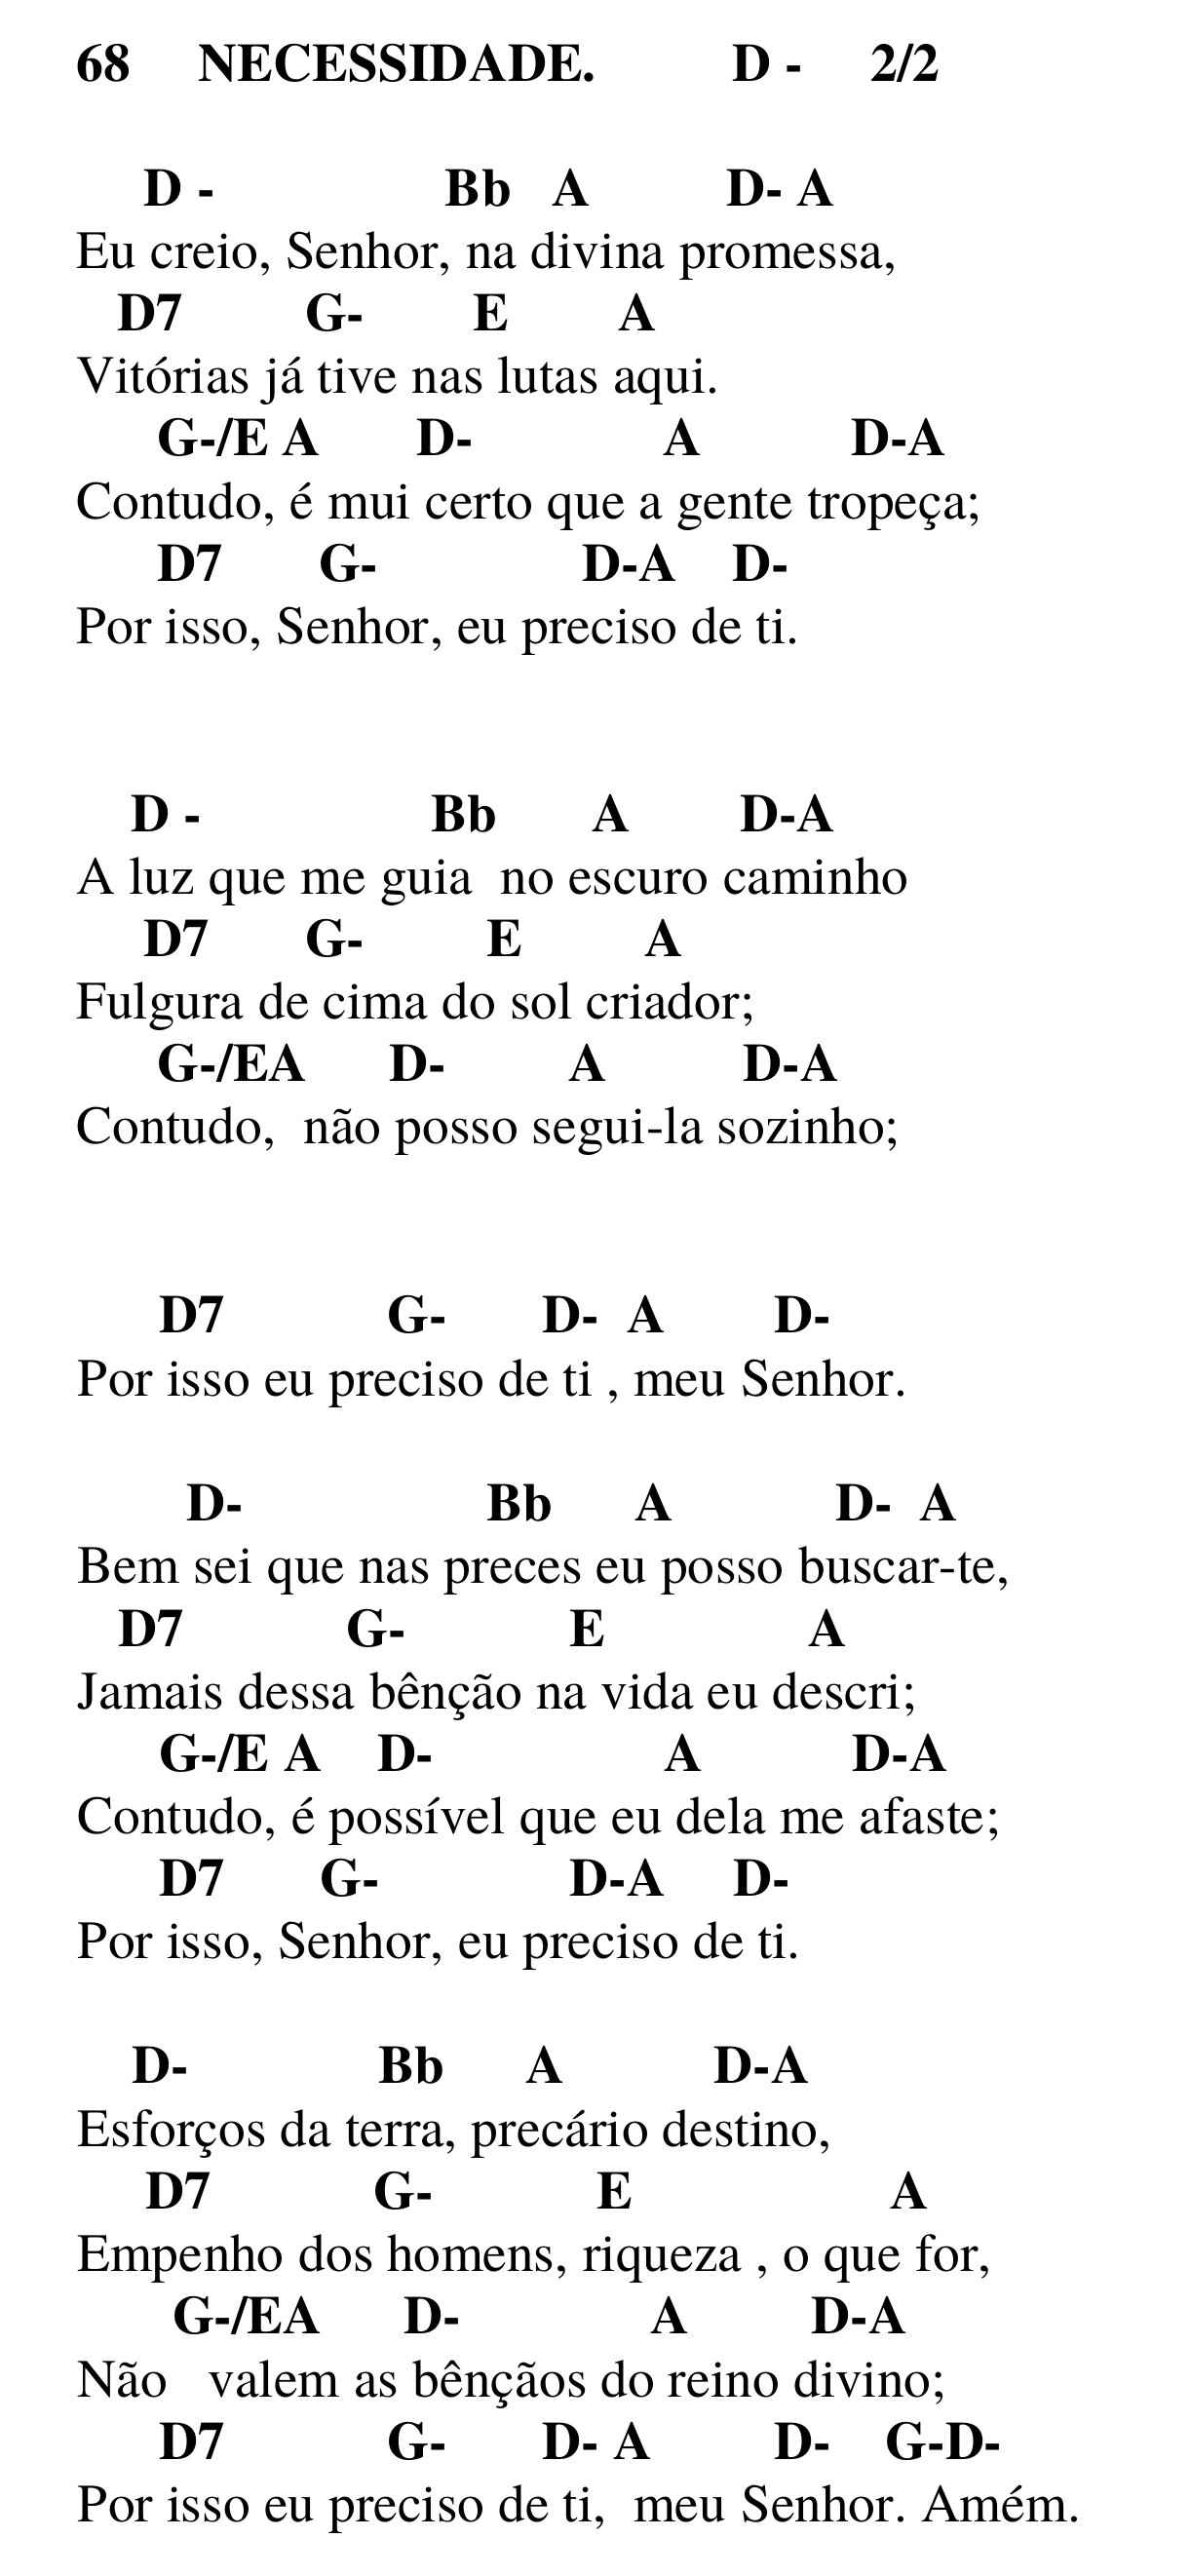 68 NECESSIDADE. D - 2/2
D - Bb A D- A
Eu creio, Senhor, na divina promessa,
D7 G- E A
Vitórias já tive nas lutas aqui.
G-/E A D- A D-A
Contudo, é mui certo que a gente tropeça;
D7 G- D-A D-
Por isso, Senhor, eu preciso de ti.
D - Bb A D-A
A luz que me guia no escuro caminho
D7 G- E A
Fulgura de cima do sol criador;
G-/EA D- A D-A
Contudo, não posso segui-la sozinho;
D7 G- D- A D-
Por isso eu preciso de ti , meu Senhor.
D- Bb A D- A
Bem sei que nas preces eu posso buscar-te,
D7 G- E A
Jamais dessa bênção na vida eu descri;
G-/E A D- A D-A
Contudo, é possível que eu dela me afaste;
D7 G- D-A D-
Por isso, Senhor, eu preciso de ti.
D- Bb A D-A
Esforços da terra, precário destino,
D7 G- E A
Empenho dos homens, riqueza , o que for,
G-/EA D- A D-A
Não valem as bênçãos do reino divino;
D7 G- D- A D- G-D-
Por isso eu preciso de ti, meu Senhor. Amém.